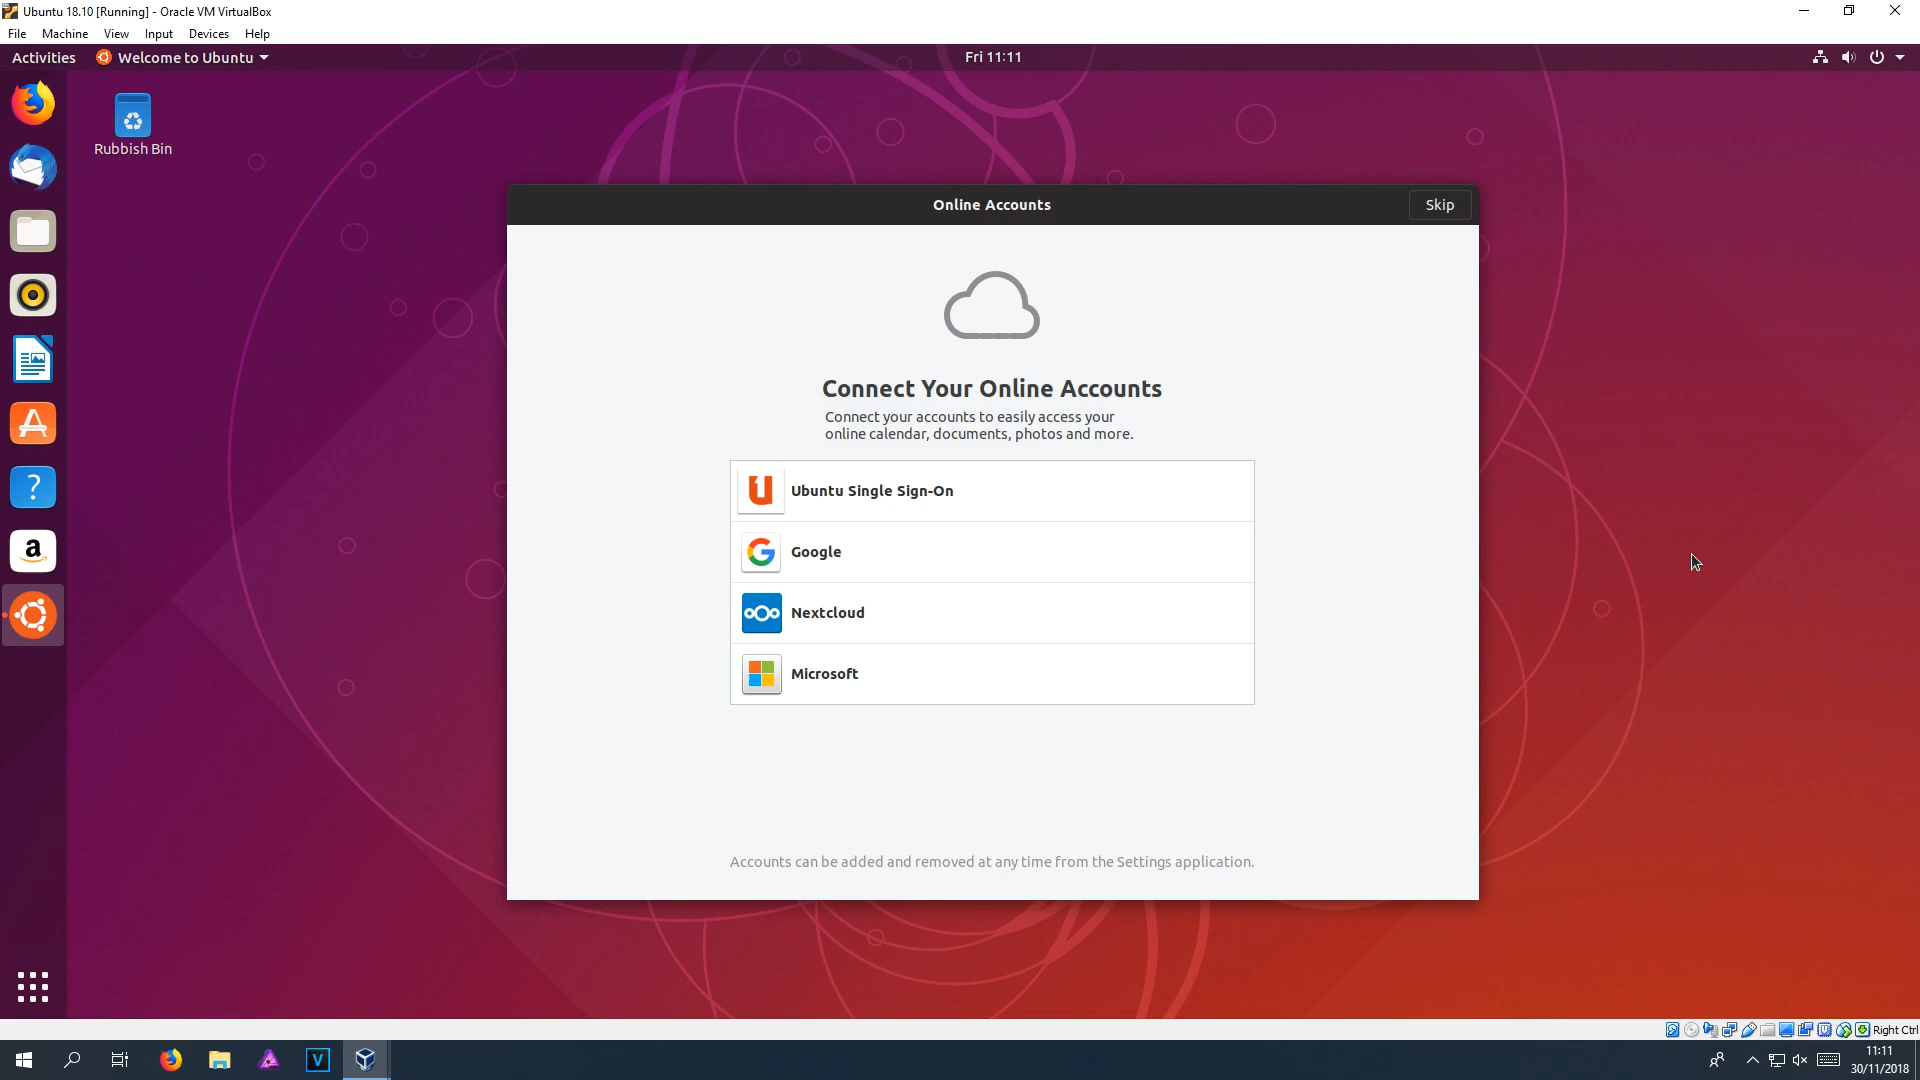 Ubuntu 18.10 [Running] - Oracle VM VirtualBox
File Machine View Input Devices Help
Activities Welcome to Ubuntu Fri 11:11
Rubbish Bin
Online Accounts Skip
Connect Your Online Accounts
Connect your accounts to easily access your
online calendar, documents, photos and more.
Ubuntu Single Sign-On
Google
Nextcloud
Microsoft
Accounts can be added and removed at any time from the Settings application.
Right Ctrl
11:11
30/11/2018